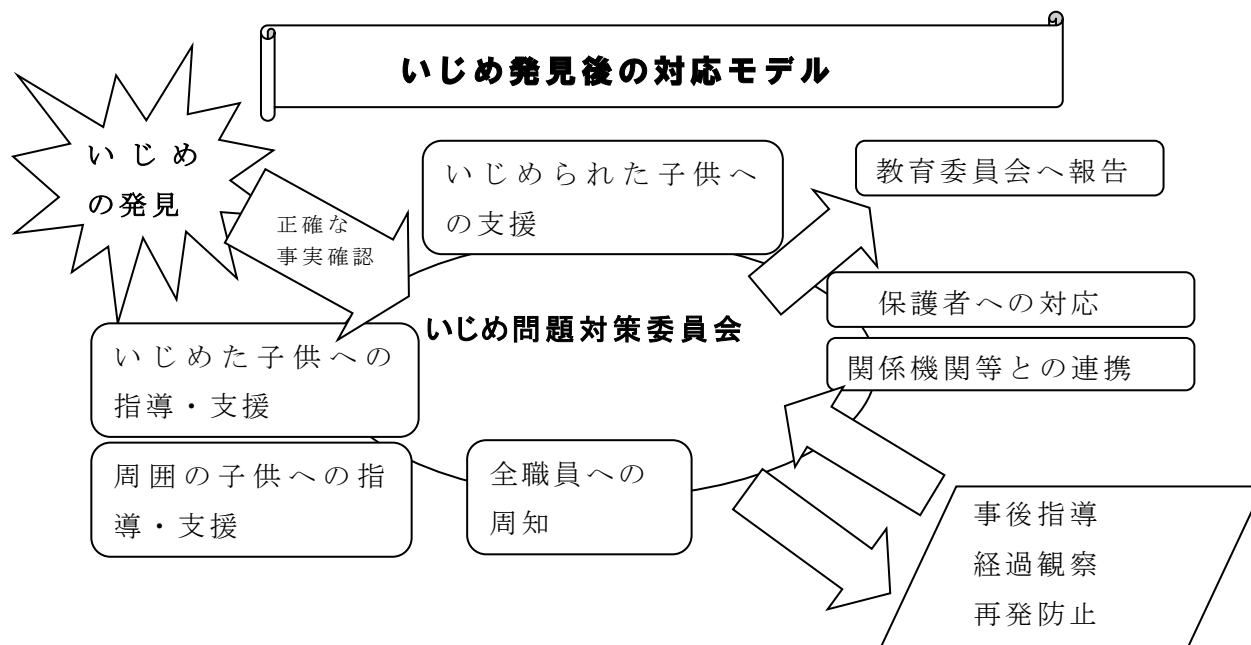 いじめ発見後の対応モデル
いじめ
の発見
正確な
事実確認
いじめられた子供へ
の支援
教育委員会へ報告
保護者への対応
関係機関等との連携
いじめ問題対策委員会
いじめた子供への
指導・支援
周囲の子供への指
導・支援
全職員への
周知
事後指導
経過観察
再発防止